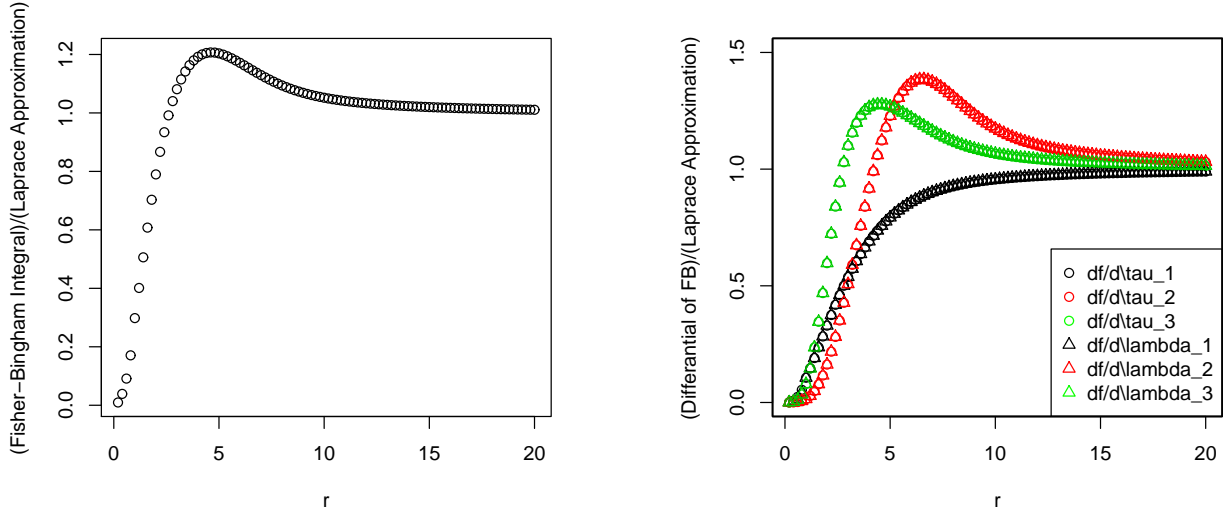 (Fisher−Bingham Integral)/(Laprace Approximation)
1.2
1.0
0.8
0.6
0.4
0.2
0.0
0 5 10 15 20
r
(Differential of FB)/(Laprace Approximation)
1.5
1.0
0.5
0.0
df/d\tau_1
df/d\tau_2
df/d\tau_3
df/d\lambda_1
df/d\lambda_2
df/d\lambda_3
0 5 10 15 20
r